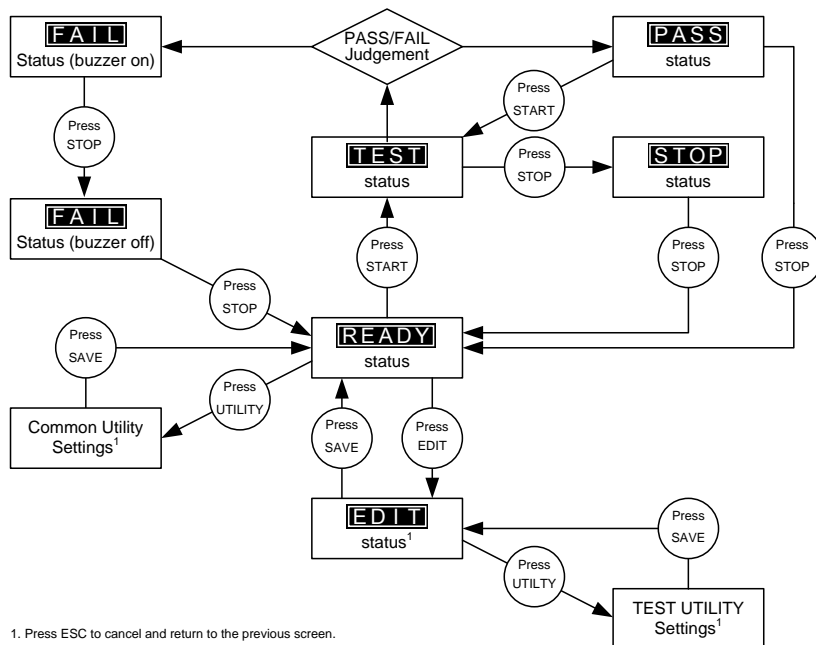 FAIL
Status (buzzer on)
PASS/FAIL
Judgement
PASS
status
Press
START
Press
STOP
TEST
status
Press
STOP
STOP
status
FAIL
Status (buzzer off)
Press
START
Press
STOP
Press
STOP
Press
STOP
READY
status
Press
SAVE
Press
UTILITY
Common Utility
Settings1
Press
SAVE
Press
EDIT
EDIT
status1
Press
SAVE
Press
UTILTY
TEST UTILITY
Settings1
1. Press ESC to cancel and return to the previous screen.